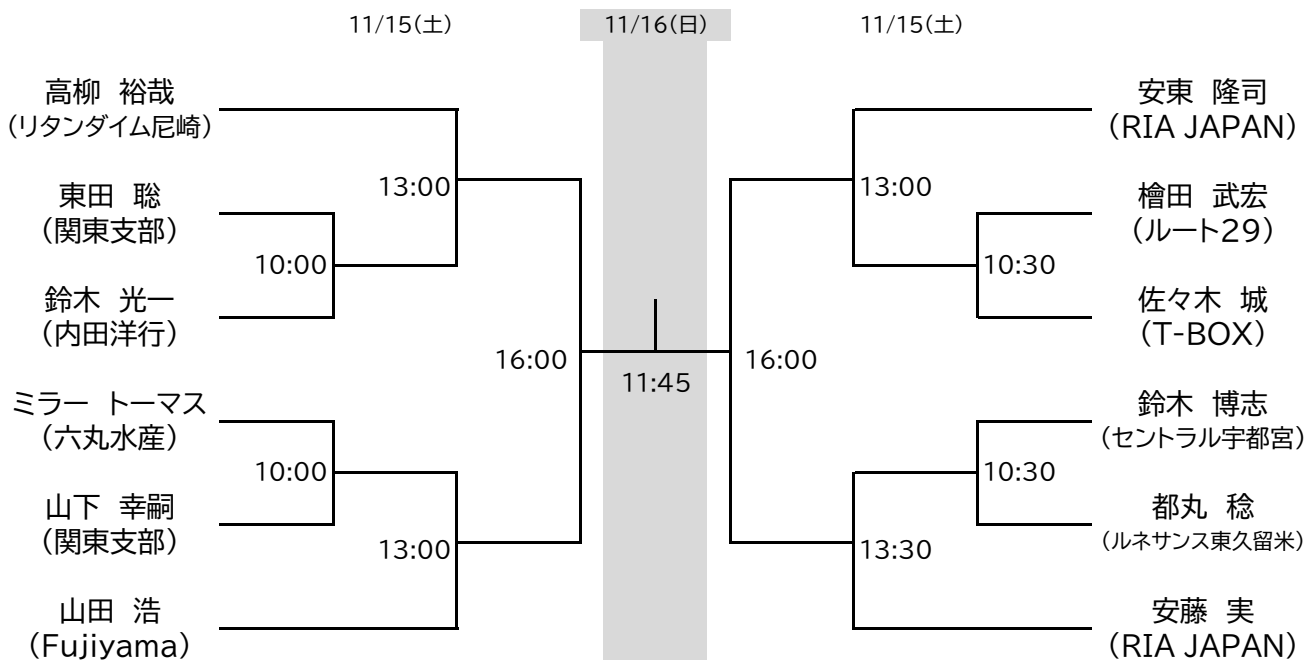 11/15(土)
11/16(日)
11/15(土)
高柳 裕哉
(リタンダイム尼崎)
東田 聡
(関東支部)
鈴木 光一
(内田洋行)
ミラー トーマス
(六丸水産)
山下 幸嗣
(関東支部)
山田 浩
(Fujiyama)
13:00
10:00
10:00
13:00
16:00
11:45
16:00
13:00
10:30
10:30
13:30
安東 隆司
(RIA JAPAN)
檜田 武宏
(ルート29)
佐々木 城
(T-BOX)
鈴木 博志
(セントラル宇都宮)
都丸 稔
(ルネサンス東久留米)
安藤 実
(RIA JAPAN)